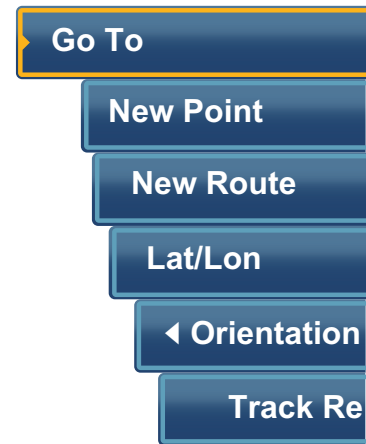 Go To
New Point
New Route
Lat/Lon
Orientation
Track Re